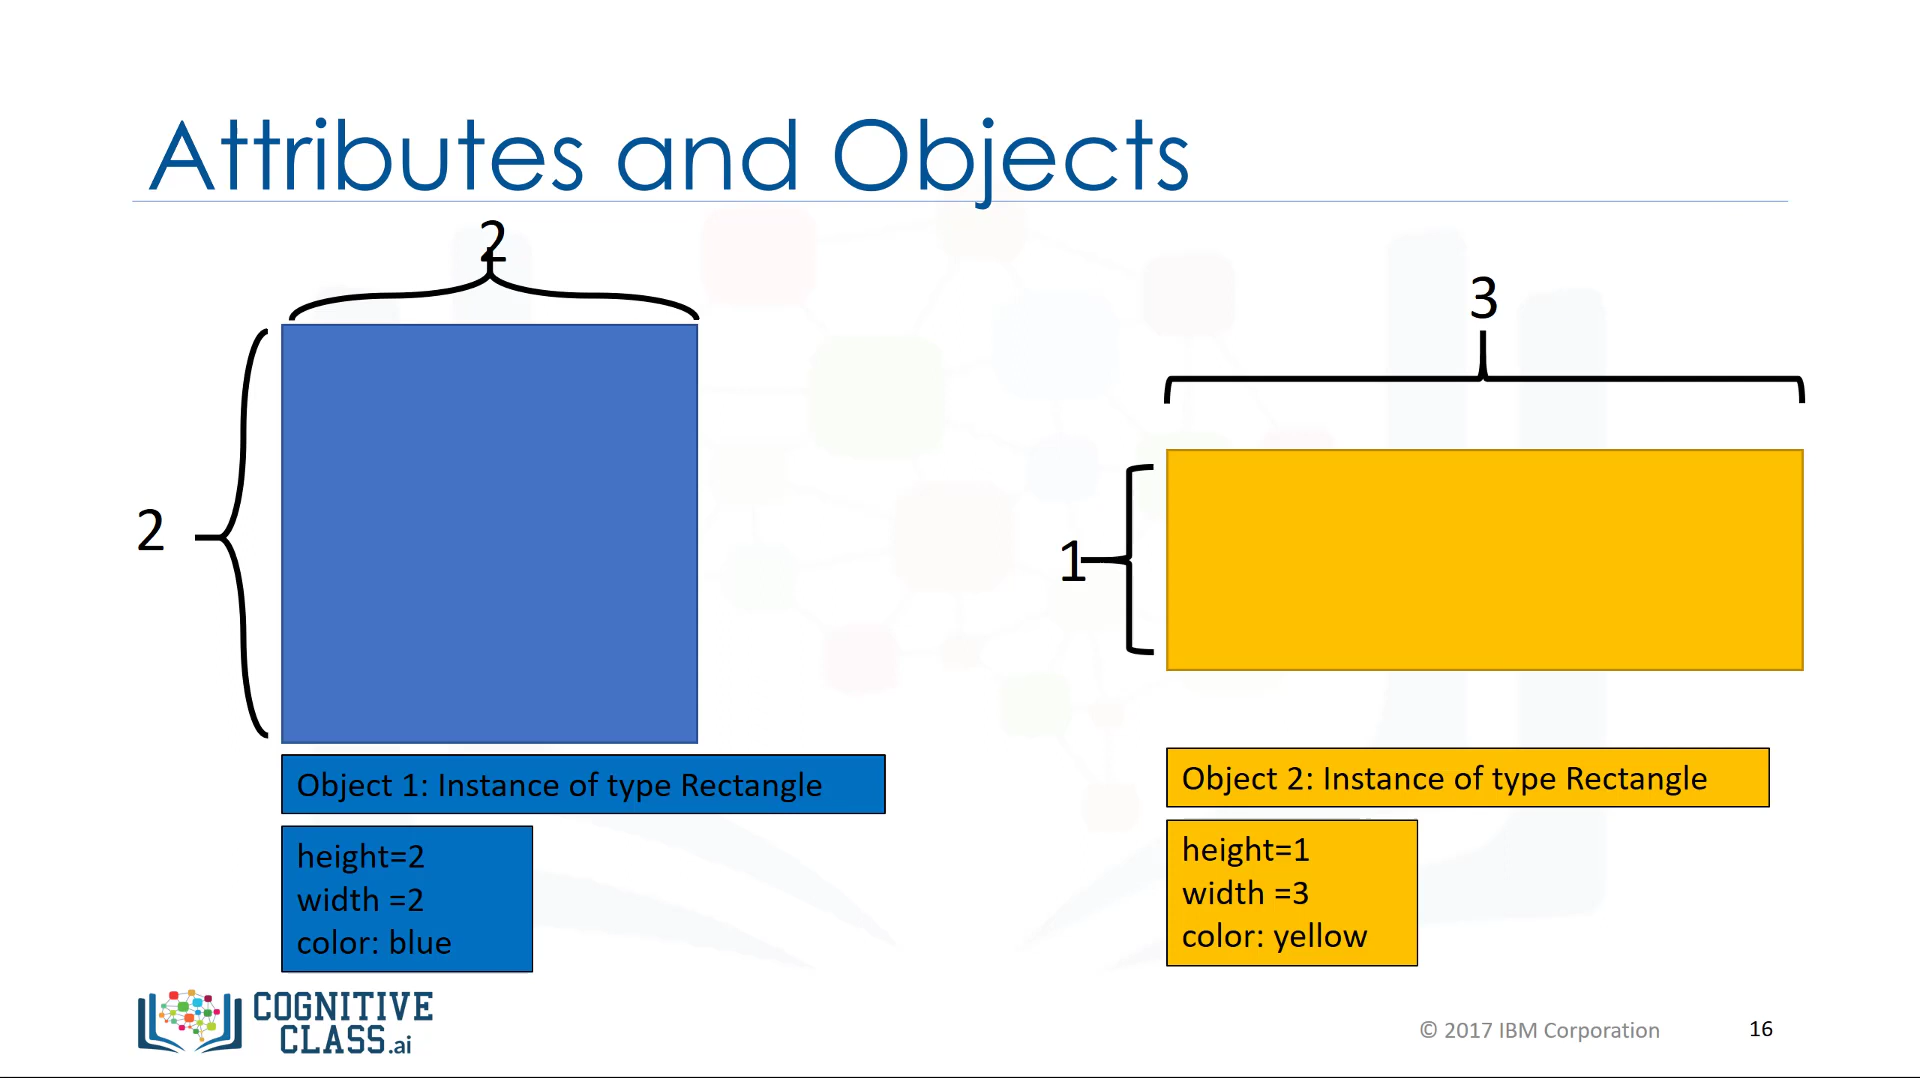 Attributes and Objects
2
2
Object 1: Instance of type Rectangle
height=2
width =2
color: blue
3
1
Object 2: Instance of type Rectangle
height=1
width =3
color: yellow
COGNITIVE
CLASS.ai
© 2017 IBM Corporation
16